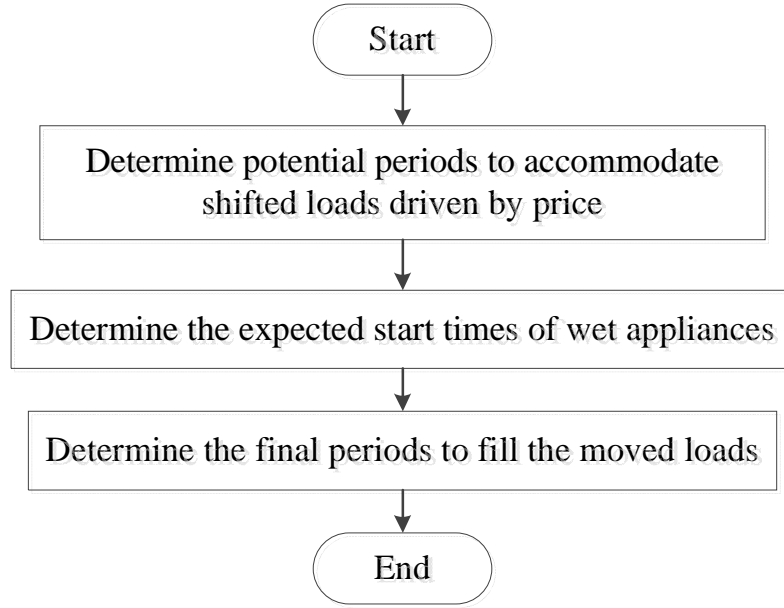 Start
Determine potential periods to accommodate
shifted loads driven by price
Determine the expected start times of wet appliances
Determine the final periods to fill the moved loads
End